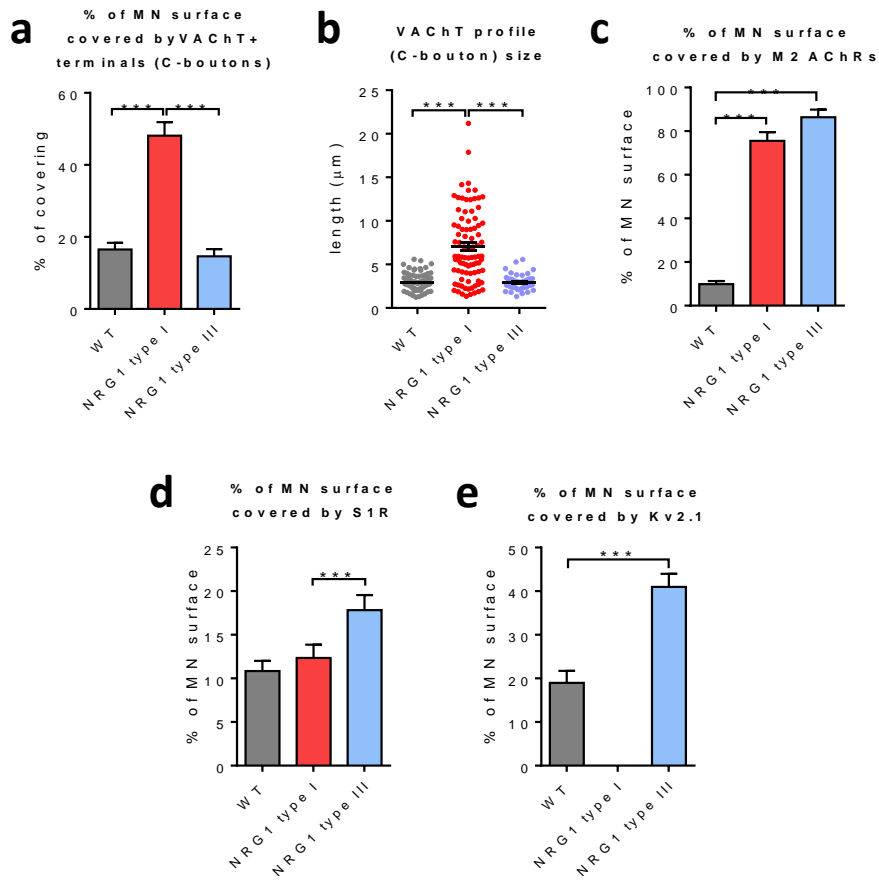 a
% of MN surface
covered byVAChT+
terminals (C-boutons)
% of covering
60
40
20
0
***
***
WT
NRG1 type I
NRG1 type III
b
VAChT profile
(C-bouton) size
length (μm)
25
20
15
10
5
0
***
***
WT
NRG1 type I
NRG1 type III
c
% of MN surface
covered by M2 AChRs
% of MN surface
100
80
60
40
20
0
***
***
WT
NRG1 type I
NRG1 type III
d
% of MN surface
covered by S1R
% of MN surface
25
20
15
10
5
0
***
WT
NRG1 type I
NRG1 type III
e
% of MN surface
covered by Kv2.1
% of MN surface
50
40
30
20
10
0
***
WT
NRG1 type I
NRG1 type III